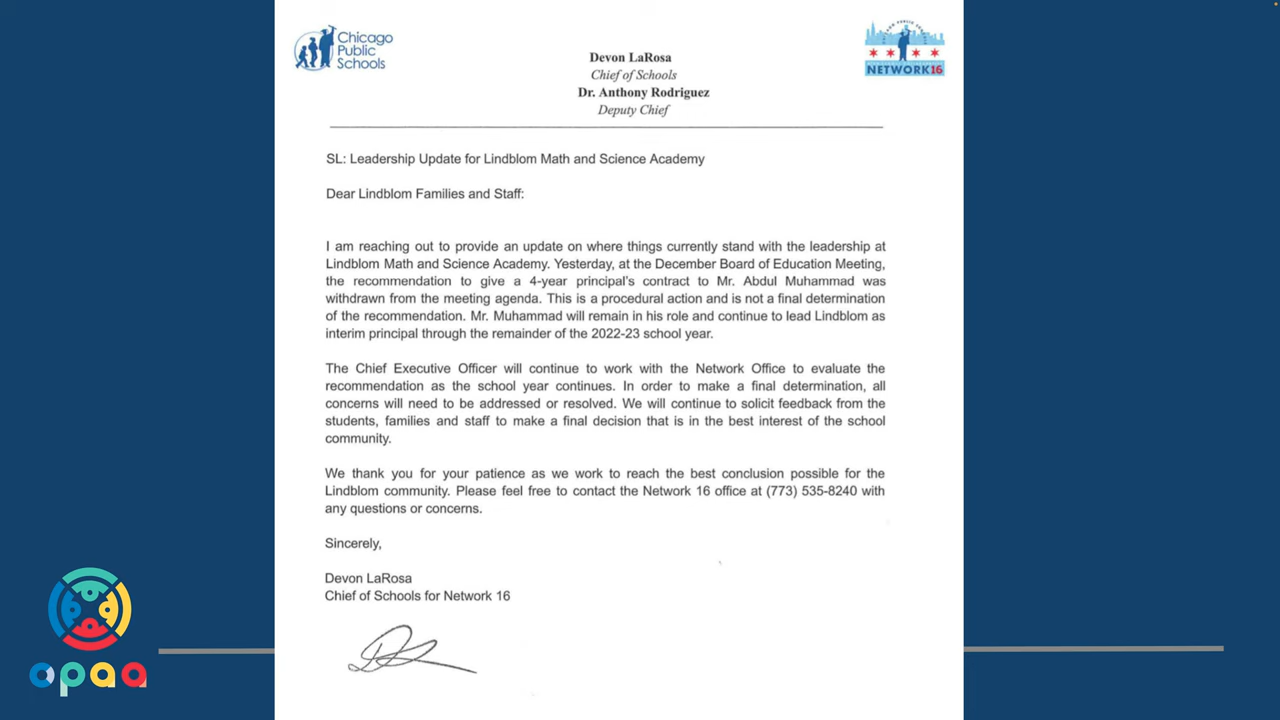 Chicago
Public
Schools
Devon LaRosa
Chief of Schools
Dr. Anthony Rodriguez
Deputy Chief
NETWORK16
SL: Leadership Update for Lindblom Math and Science Academy
Dear Lindblom Families and Staff:
I am reaching out to provide an update on where things currently stand with the leadership at
Lindblom Math and Science Academy. Yesterday, at the December Board of Education Meeting,
the recommendation to give a 4-year principal's contract to Mr. Abdul Muhammad was
withdrawn from the meeting agenda. This is a procedural action and is not a final determination
of the recommendation. Mr. Muhammad will remain in his role and continue to lead Lindblom as
interim principal through the remainder of the 2022-23 school year.
The Chief Executive Officer will continue to work with the Network Office to evaluate the
recommendation as the school year continues. In order to make a final determination, all
concerns will need to be addressed or resolved. We will continue to solicit feedback from the
students, families and staff to make a final decision that is in the best interest of the school
community.
We thank you for your patience as we work to reach the best conclusion possible for the
Lindblom community. Please feel free to contact the Network 16 office at (773) 535-8240 with
any questions or concerns.
Sincerely,
Devon LaRosa
Chief of Schools for Network 16
opaa